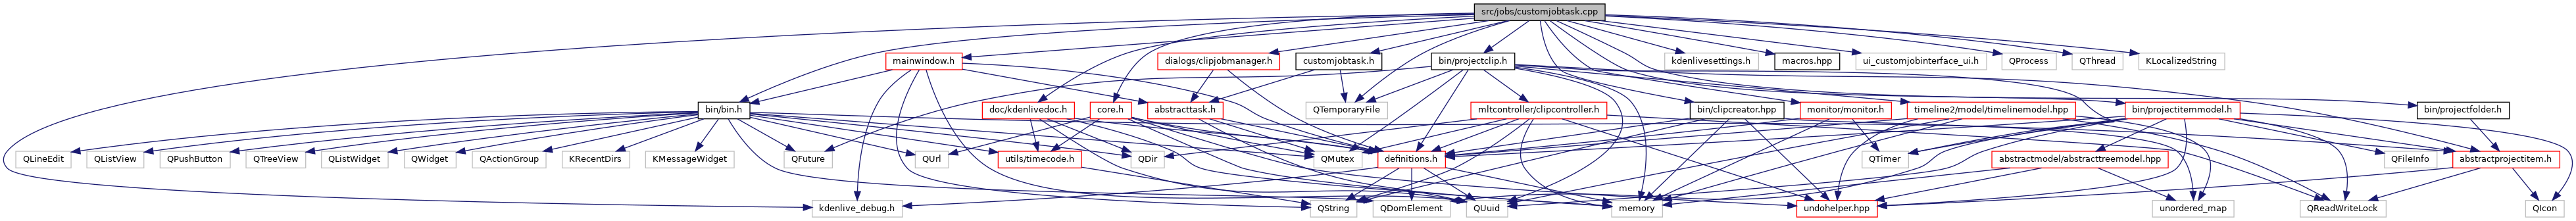 src/jobs/customjobtask.cpp
mainwindow.h
dialogs/clipjobmanager.h
customjobtask.h
bin/projectclip.h
kdenlivesettings.h
macros.hpp
ui_customjobinterface_ui.h
QProcess
QThread
KLocalizedString
bin/bin.h
doc/kdenlivedoc.h
core.h
abstracttask.h
QTemporaryFile
mltcontroller/clipcontroller.h
bin/clipcreator.hpp
monitor/monitor.h
timeline2/model/timelinemodel.hpp
bin/projectitemmodel.h
bin/projectfolder.h
QLineEdit
QListView
QPushButton
QTreeView
QListWidget
QWidget
QActionGroup
KRecentDirs
KMessageWidget
QFuture
QUrl
utils/timecode.h
QDir
QMutex
definitions.h
QTimer
abstractmodel/abstracttreemodel.hpp
QFileInfo
abstractprojectitem.h
kdenlive_debug.h
QString
QDomElement
QUuid
memory
undohelper.hpp
unordered_map
QReadWriteLock
QIcon